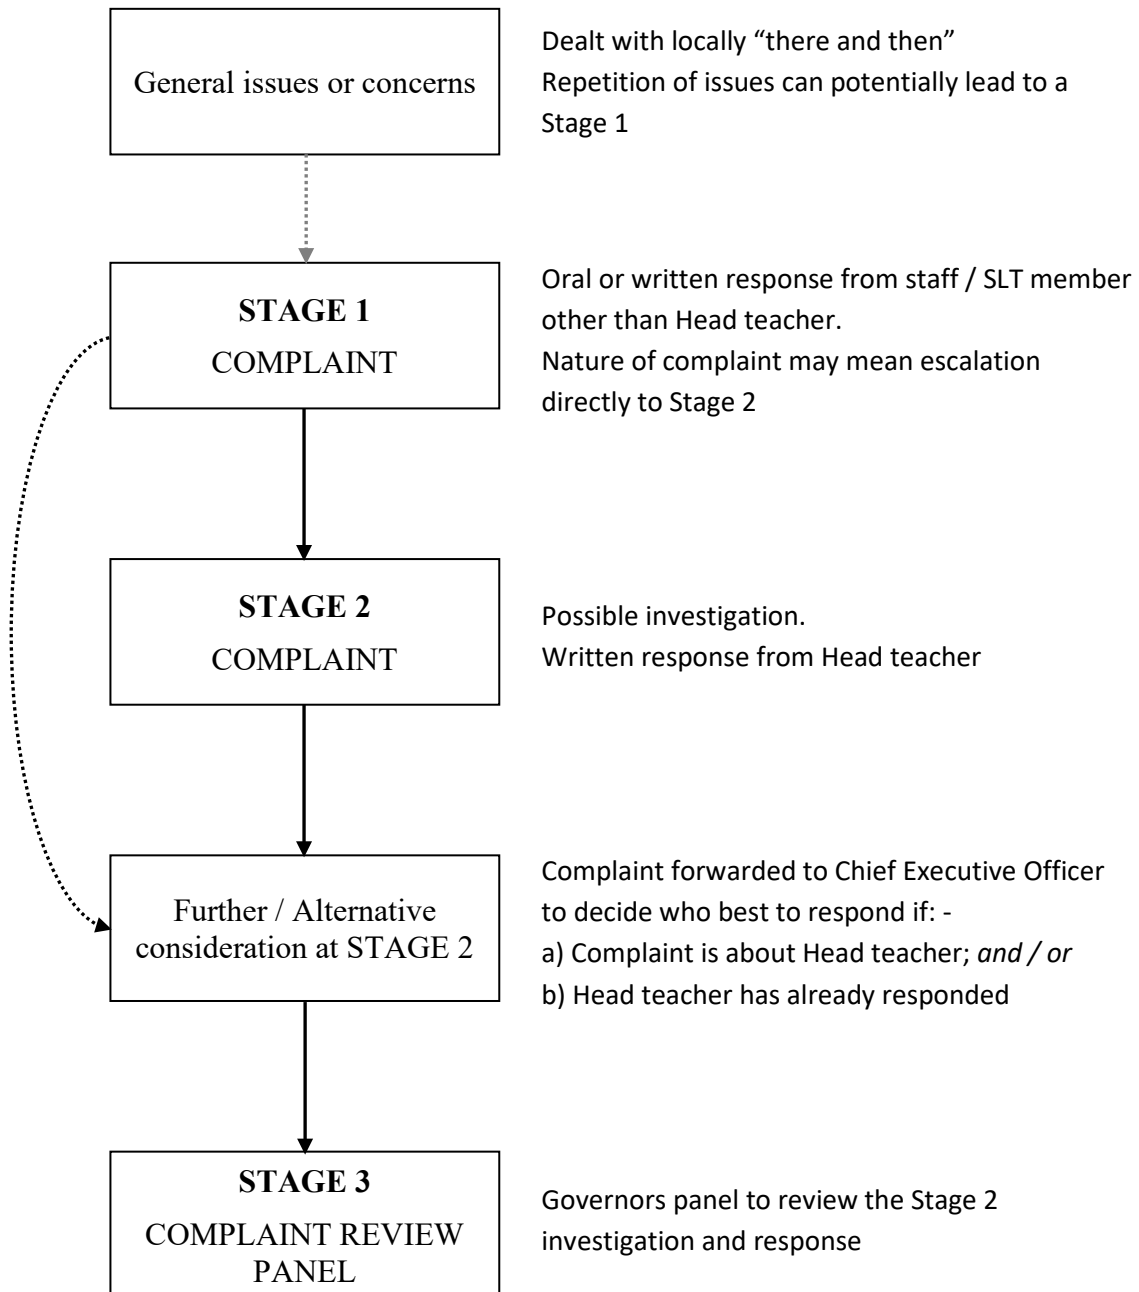 General issues or concerns
Dealt with locally “there and then”
Repetition of issues can potentially lead to a
Stage 1
STAGE 1
COMPLAINT
Oral or written response from staff / SLT member
other than Head teacher.
Nature of complaint may mean escalation
directly to Stage 2
STAGE 2
COMPLAINT
Possible investigation.
Written response from Head teacher
Further / Alternative
consideration at STAGE 2
Complaint forwarded to Chief Executive Officer
to decide who best to respond if: -
a) Complaint is about Head teacher; and / or
b) Head teacher has already responded
STAGE 3
COMPLAINT REVIEW
PANEL
Governors panel to review the Stage 2
investigation and response